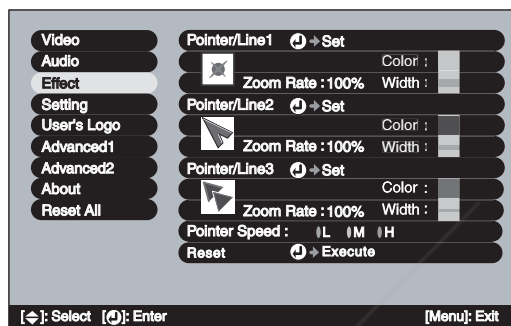 Video
Audio
Effect
Setting
User's Logo
Advanced1
Advanced2
About
Reset All
Pointer/Line1 Set
Color :
Zoom Rate :100% Width :
Pointer/Line2 Set
Color :
Zoom Rate :100% Width :
Pointer/Line3 Set
Color :
Zoom Rate :100% Width :
Pointer Speed : L M H
Reset Execute
[ ]: Select [ ]: Enter [Menu]: Exit